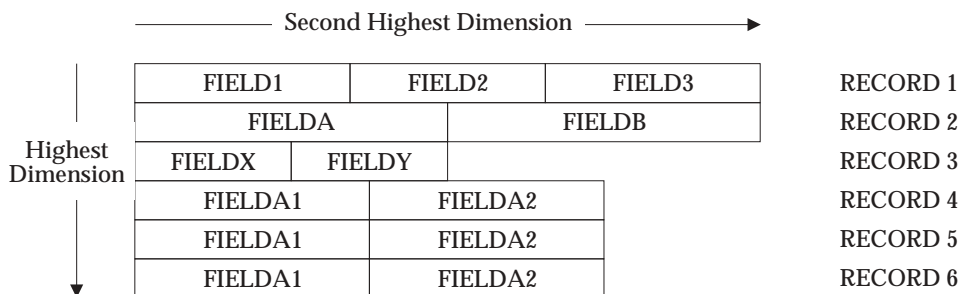 Second Highest Dimension
FIELD1 FIELD2 FIELD3 RECORD 1
FIELDA FIELDB RECORD 2
Highest
Dimension
FIELDX FIELDY RECORD 3
FIELDA1 FIELDA2 RECORD 4
FIELDA1 FIELDA2 RECORD 5
FIELDA1 FIELDA2 RECORD 6